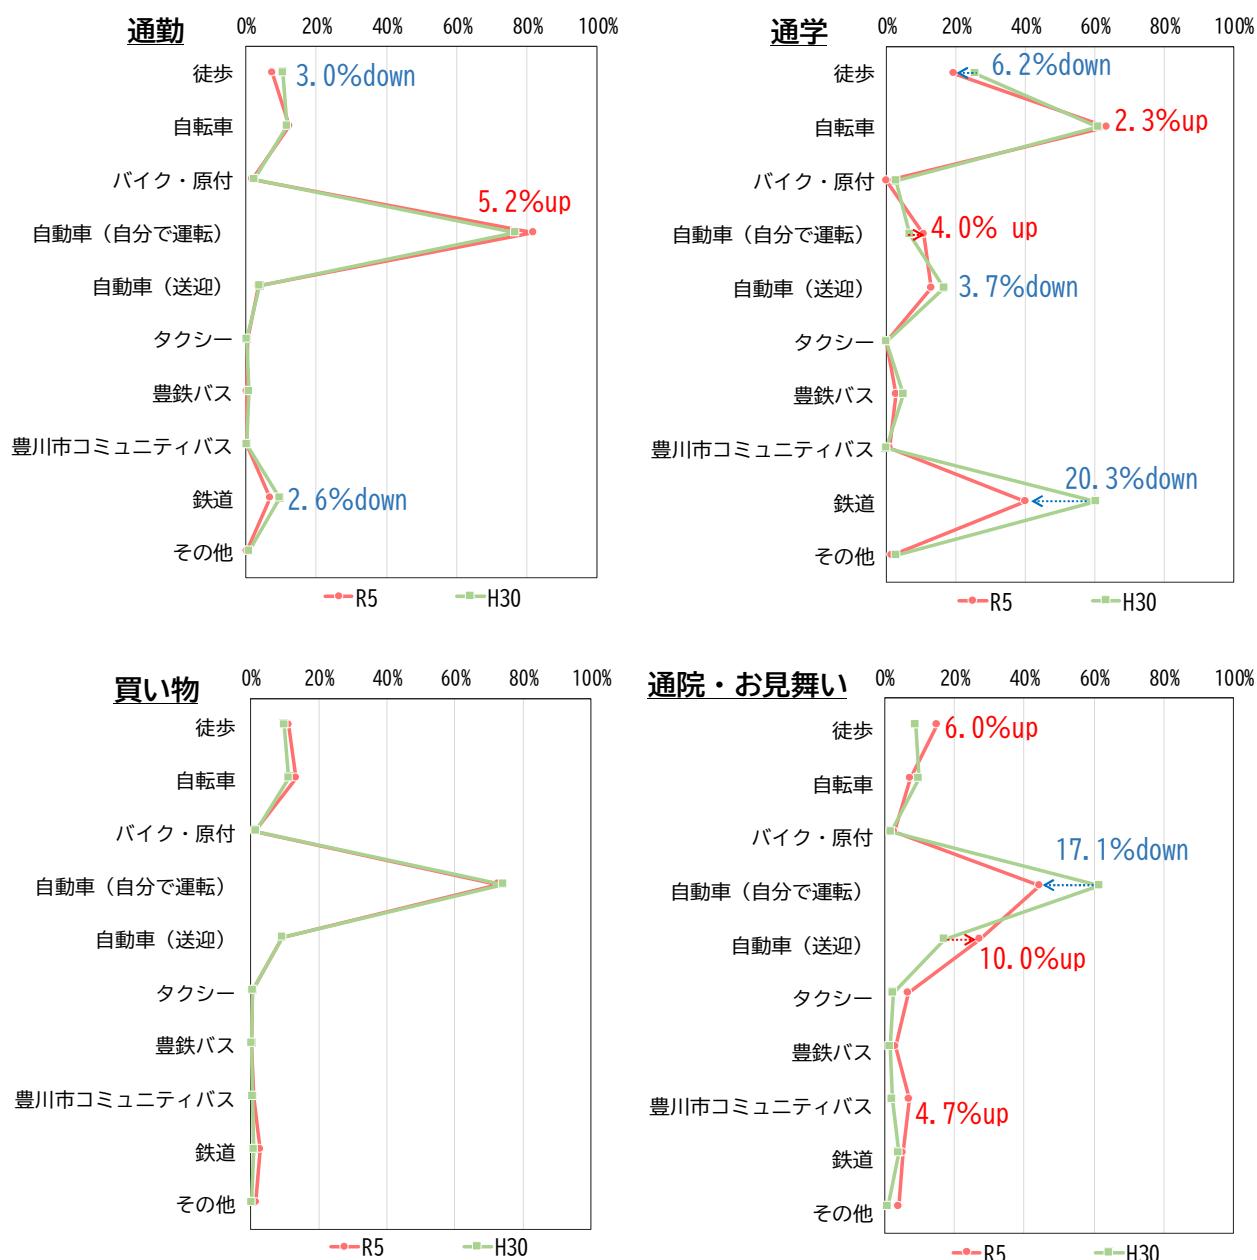 通勤
0% 20% 40% 60% 80% 100%
徒歩 3.0%down
自転車
バイク・原付
5.2%up
自動車（自分で運転）
自動車（送迎）
タクシー
豊鉄バス
豊川市コミュニティバス
鉄道 2.6%down
その他
R5 H30
通学
0% 20% 40% 60% 80% 100%
徒歩 6.2%down
自転車 2.3%up
バイク・原付
自動車（自分で運転） 4.0% up
自動車（送迎） 3.7%down
タクシー
豊鉄バス
豊川市コミュニティバス
20.3%down
鉄道
その他
R5 H30
買い物
0% 20% 40% 60% 80% 100%
徒歩
自転車
バイク・原付
自動車（自分で運転）
自動車（送迎）
タクシー
豊鉄バス
豊川市コミュニティバス
鉄道
その他
R5 H30
通院・お見舞い
0% 20% 40% 60% 80% 100%
徒歩 6.0%up
自転車
バイク・原付
17.1%down
自動車（自分で運転）
自動車（送迎） 10.0%up
タクシー
豊鉄バス
豊川市コミュニティバス 4.7%up
鉄道
その他
R5 H30